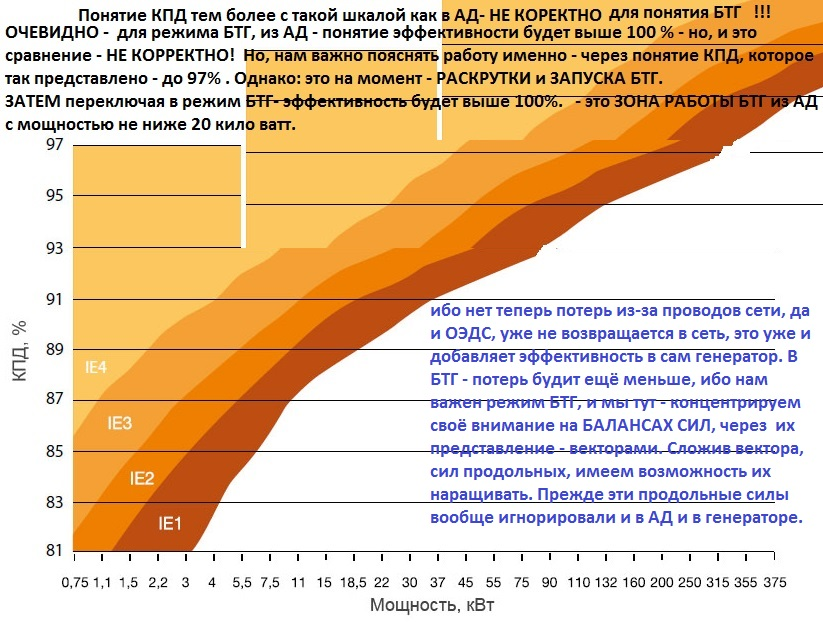 Понятие КПД тем более с такой шкалой как в АД- НЕ КОРЕКТНО для понятия БТГ !!!
ОЧЕВИДНО - для режима БТГ, из АД - понятие эффективности будет выше 100 % - но, и это
сравнение - НЕ КОРРЕКТНО! Но, нам важно пояснять работу именно - через понятие КПД, которое
так представлено - до 97% . Однако: это на момент - РАСКРУТКИ и ЗАПУСКА БТГ.
ЗАТЕМ переключая в режим БТГ- эффективность будет выше 100%. - это ЗОНА РАБОТЫ БТГ из АД
с мощностью не ниже 20 кило ватт.
97
95
93
91
89
87
85
83
81
КПД, %
IE4
IE3
IE2
IE1
ибо нет теперь потерь из-за проводов сети, да
и ОЭДС, уже не возвращается в сеть, это уже и
добавляет эффективность в сам генератор. В
БТГ - потерь будит ещё меньше, ибо нам
важен режим БТГ, и мы тут - концентрируем
своё внимание на БАЛАНСАХ СИЛ, через их
представление - векторами. Сложив вектора,
сил продольных, имеем возможность их
наращивать. Прежде эти продольные силы
вообще игнорировали и в АД и в генераторе.
0,75 1,1 1,5 2,2 3 4 5,5 7,5 11 15 18,5 22 30 37 45 55 75 90 110 132 160 200 250 315 355 375
Мощность, кВт